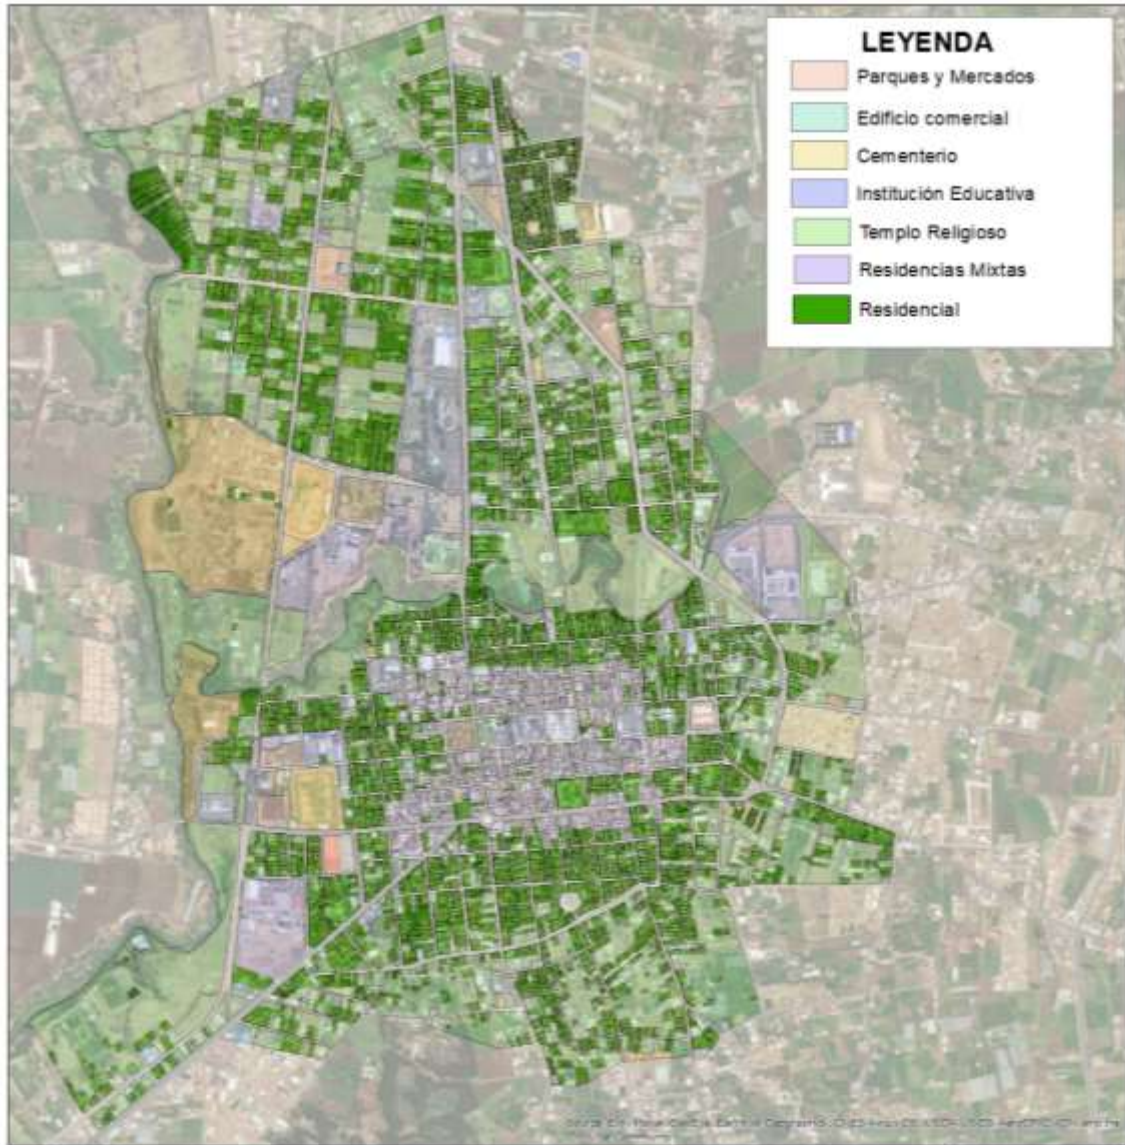 LEYENDA
Parques y Mercados
Edificio comercial
Cementerio
Institución Educativa
Templo Religioso
Residencias Mixtas
Residencial